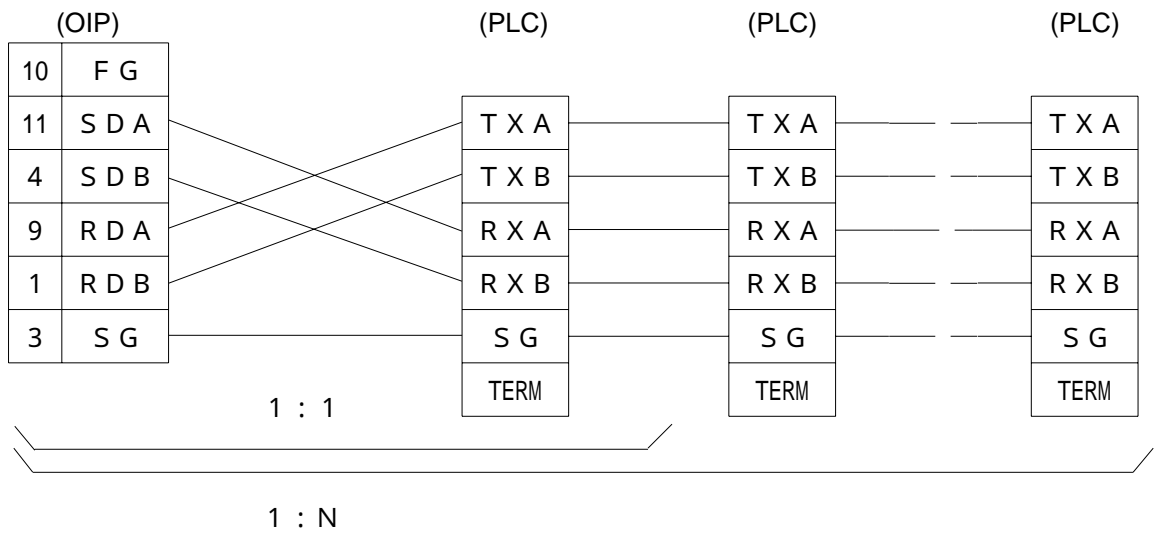 (OIP) (PLC) (PLC) (PLC)
10 F G
11 S D A T X A T X A T X A
4 S D B T X B T X B T X B
9 R D A R X A R X A R X A
1 R D B R X B R X B R X B
3 S G S G S G S G
TERM TERM TERM
1 : 1
1 : N